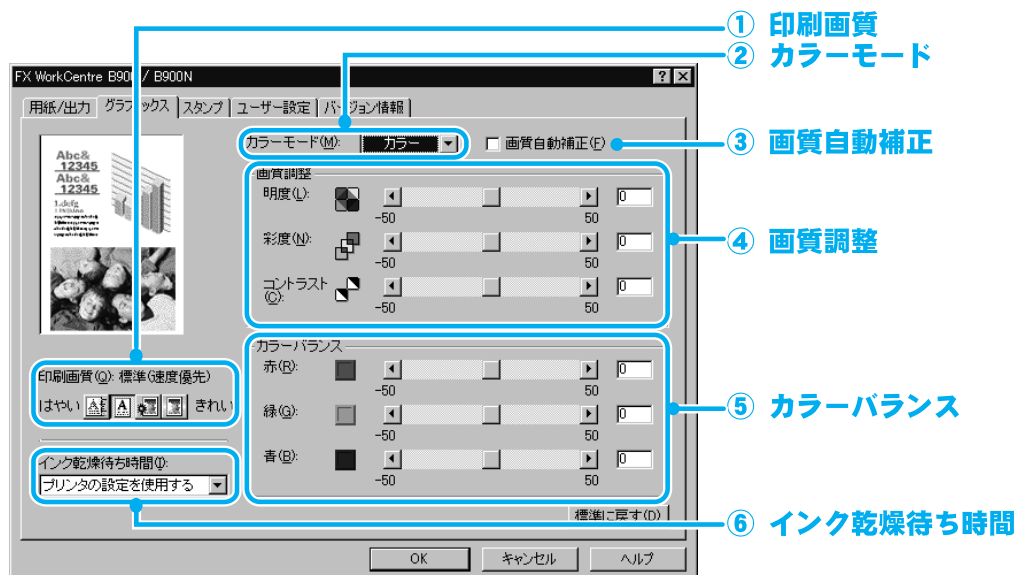 ① 印刷画質
② カラーモード
FX WorkCentre B900 / B900N
用紙/出力 グラフィックス スタンプ ユーザー設定 バージョン情報
カラーモード(M): カラー 画質自動補正(F)
③ 画質自動補正
Abc&
12345
Abc&
12345
1.defg
画質調整
明度(L): 0
-50 50
彩度(N): 0
-50 50
④ 画質調整
コントラスト
(C): 0
-50 50
カラーバランス
赤(R): 0
-50 50
緑(G): 0
-50 50
⑤ カラーバランス
青(B): 0
-50 50
印刷画質(Q): 標準(速度優先)
はやい A きれい
インク乾燥待ち時間(I):
プリンタの設定を使用する
標準に戻す(D)
⑥ インク乾燥待ち時間
OK キャンセル ヘルプ